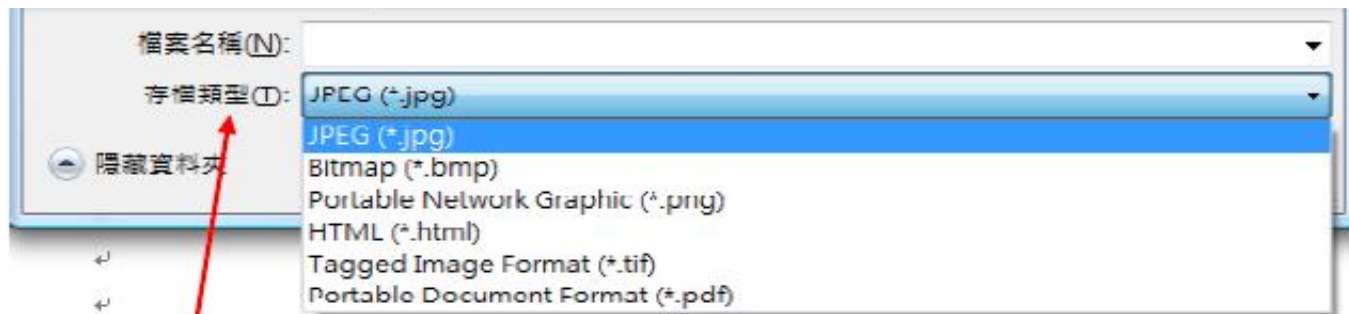 檔案名稱(N):
存檔類型(T): JPEG (*.jpg)
JPEG (*.jpg)
隱藏資料夾
Bitmap (*.bmp)
Portable Network Graphic (*.png)
HTML (*.html)
Tagged Image Format (*.tif)
Portable Document Format (*.pdf)